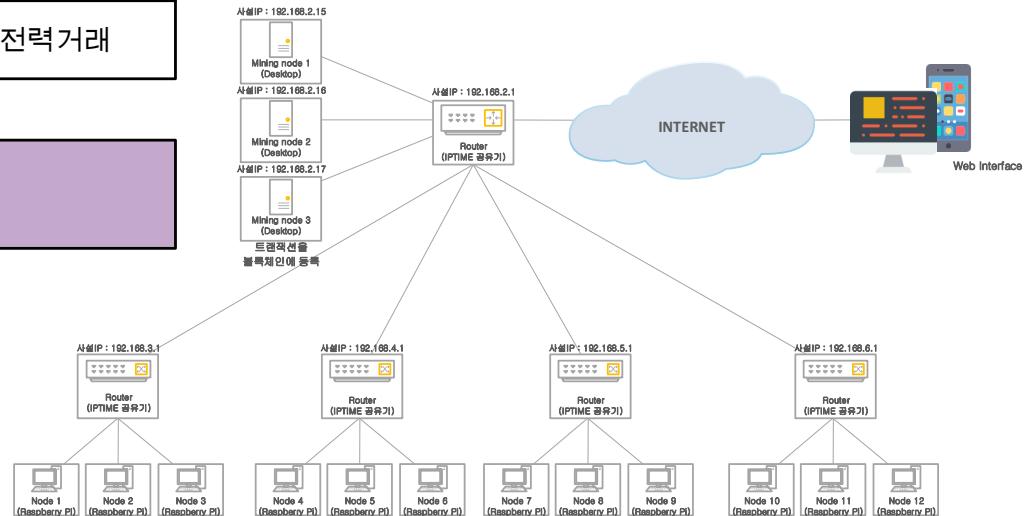 전력거래
사설IP : 192.168.2.15
Mining node 1
(Desktop)
사설IP : 192.168.2.16
Mining node 2
(Desktop)
사설IP : 192.168.2.17
Mining node 3
(Desktop)
트랜잭션을
블록체인에 등록
사설IP : 192.168.2.1
Router
(IPTIME 공유기)
INTERNET
Web Interface
사설IP : 192.168.3.1
Router
(IPTIME 공유기)
사설IP : 192.168.4.1
Router
(IPTIME 공유기)
사설IP : 192.168.5.1
Router
(IPTIME 공유기)
사설IP : 192.168.6.1
Router
(IPTIME 공유기)
Node 1
(Raspberry PI)
Node 2
(Raspberry PI)
Node 3
(Raspberry PI)
Node 4
(Raspberry PI)
Node 5
(Raspberry PI)
Node 6
(Raspberry PI)
Node 7
(Raspberry PI)
Node 8
(Raspberry PI)
Node 9
(Raspberry PI)
Node 10
(Raspberry PI)
Node 11
(Raspberry PI)
Node 12
(Raspberry PI)